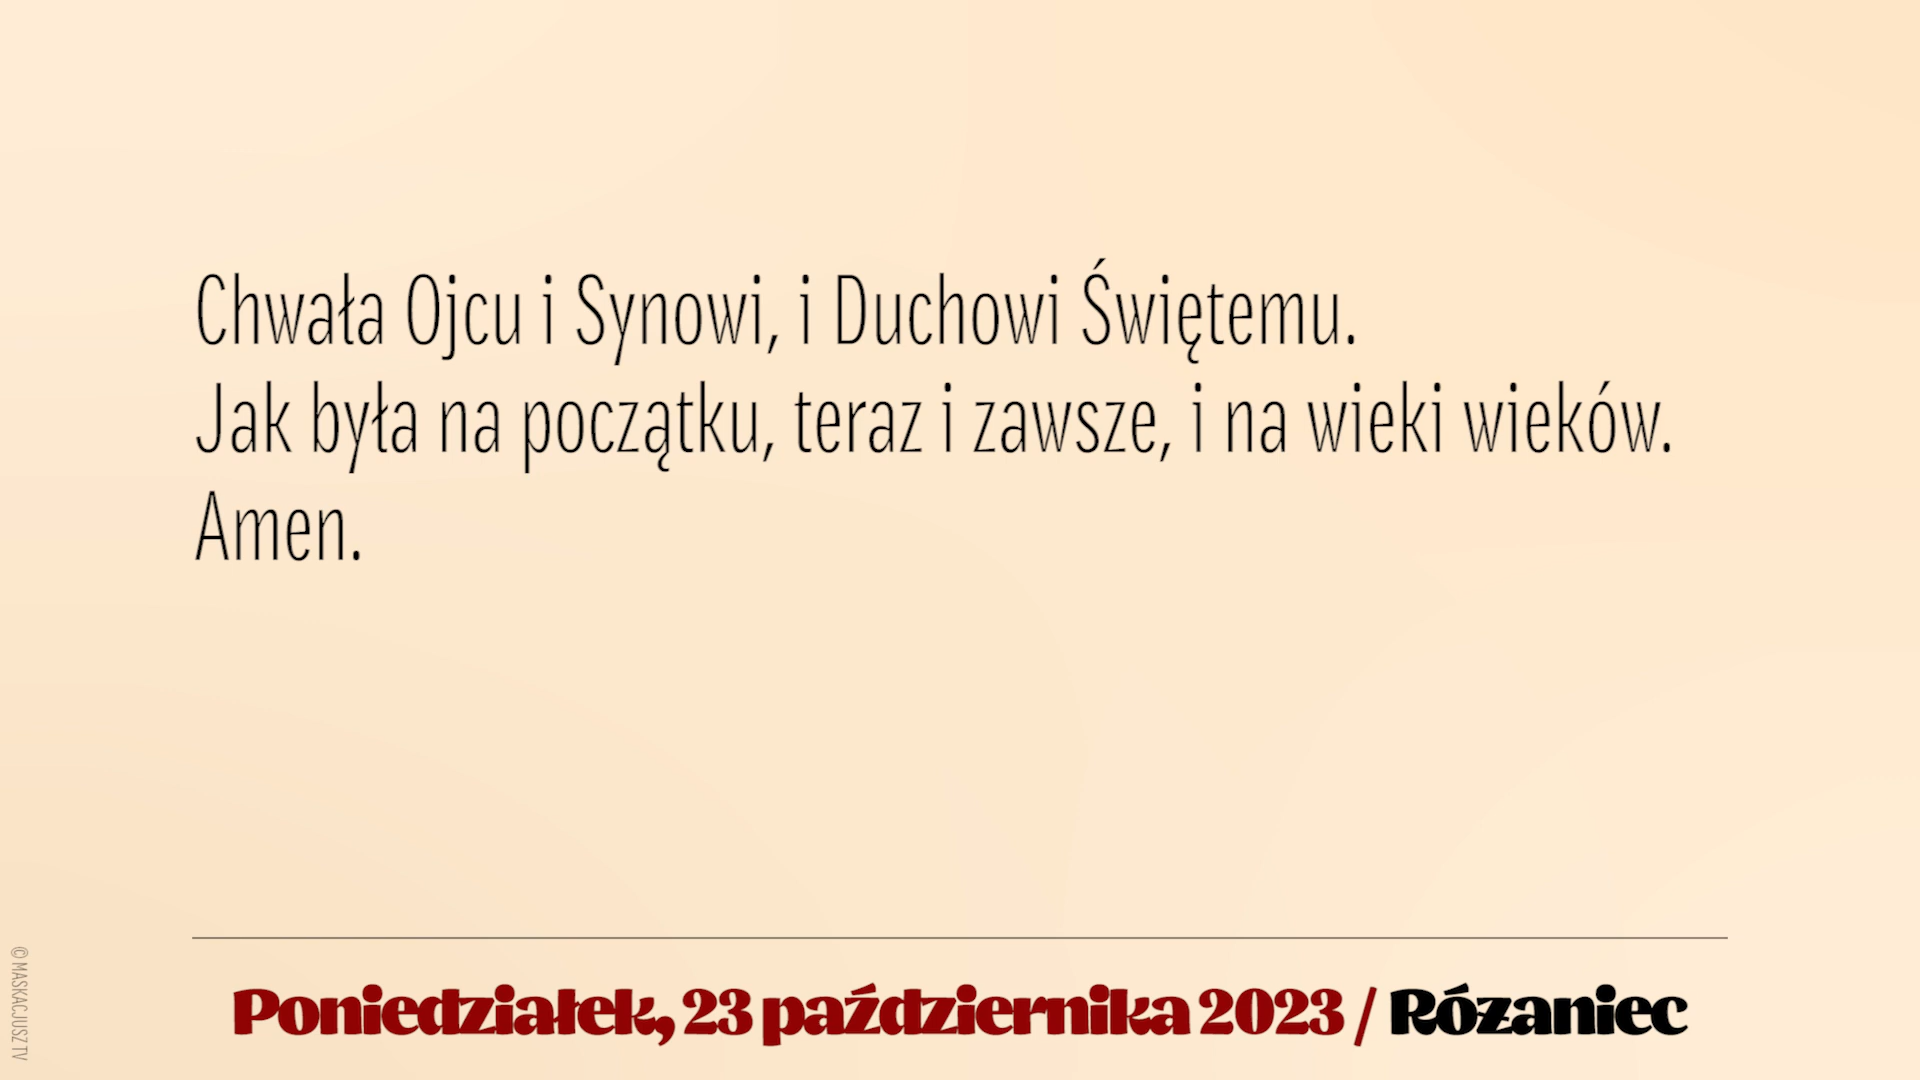 Chwała Ojcu i Synowi, i Duchowi Świętemu.
Jak była na początku, teraz i zawsze, i na wieki wieków.
Amen.
Poniedziałek, 23 października 2023 / Różaniec
© MASKACJUSZ TV